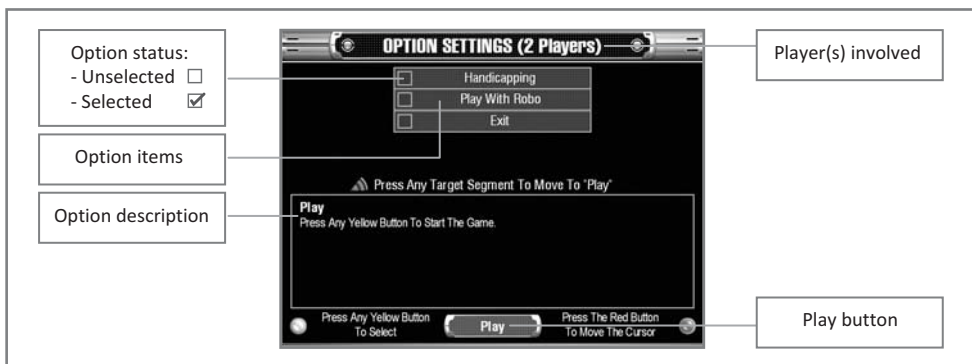 Option status:
- Unselected ☐
- Selected ☑
Option items
Option description
OPTION SETTINGS (2 Players)
Handicapping
Play With Robo
Exit
Press Any Target Segment To Move To "Play"
Play
Press Any Yellow Button To Start The Game.
Press Any Yellow Button
To Select
Play
Press The Red Button
To Move The Cursor
Player(s) involved
Play button